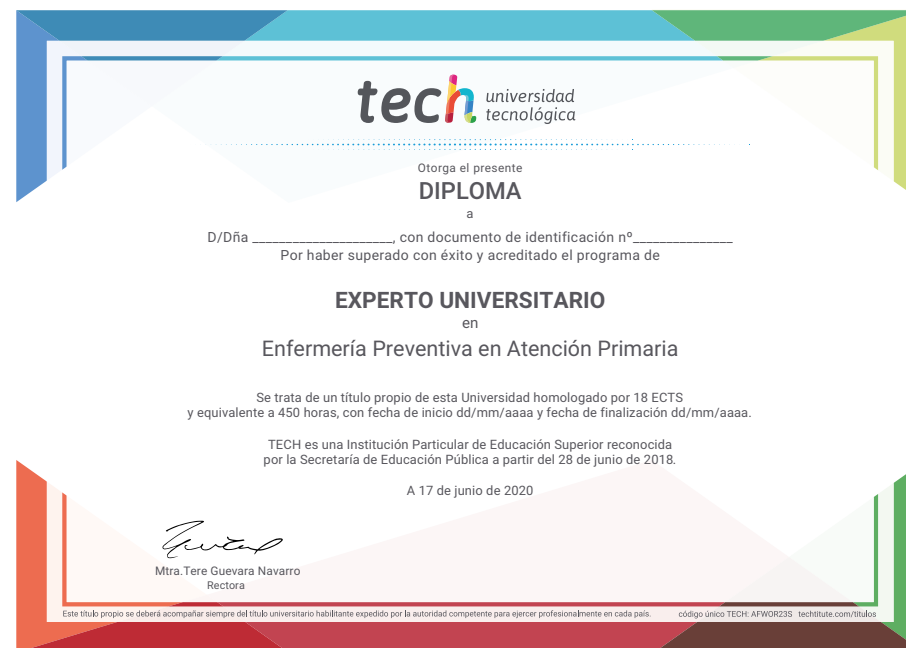 tech universidad
tecnológica
Otorga el presente
DIPLOMA
a
D/Dña _____________________, con documento de identificación nº_______________
Por haber superado con éxito y acreditado el programa de
EXPERTO UNIVERSITARIO
en
Enfermería Preventiva en Atención Primaria
Se trata de un título propio de esta Universidad homologado por 18 ECTS
y equivalente a 450 horas, con fecha de inicio dd/mm/aaaa y fecha de finalización dd/mm/aaaa.
TECH es una Institución Particular de Educación Superior reconocida
por la Secretaría de Educación Pública a partir del 28 de junio de 2018.
A 17 de junio de 2020
Mtra.Tere Guevara Navarro
Rectora
Este título propio se deberá acompañar siempre del título universitario habilitante expedido por la autoridad competente para ejercer profesionalmente en cada país. código único TECH: AFWOR23S techtitute.com/titulos